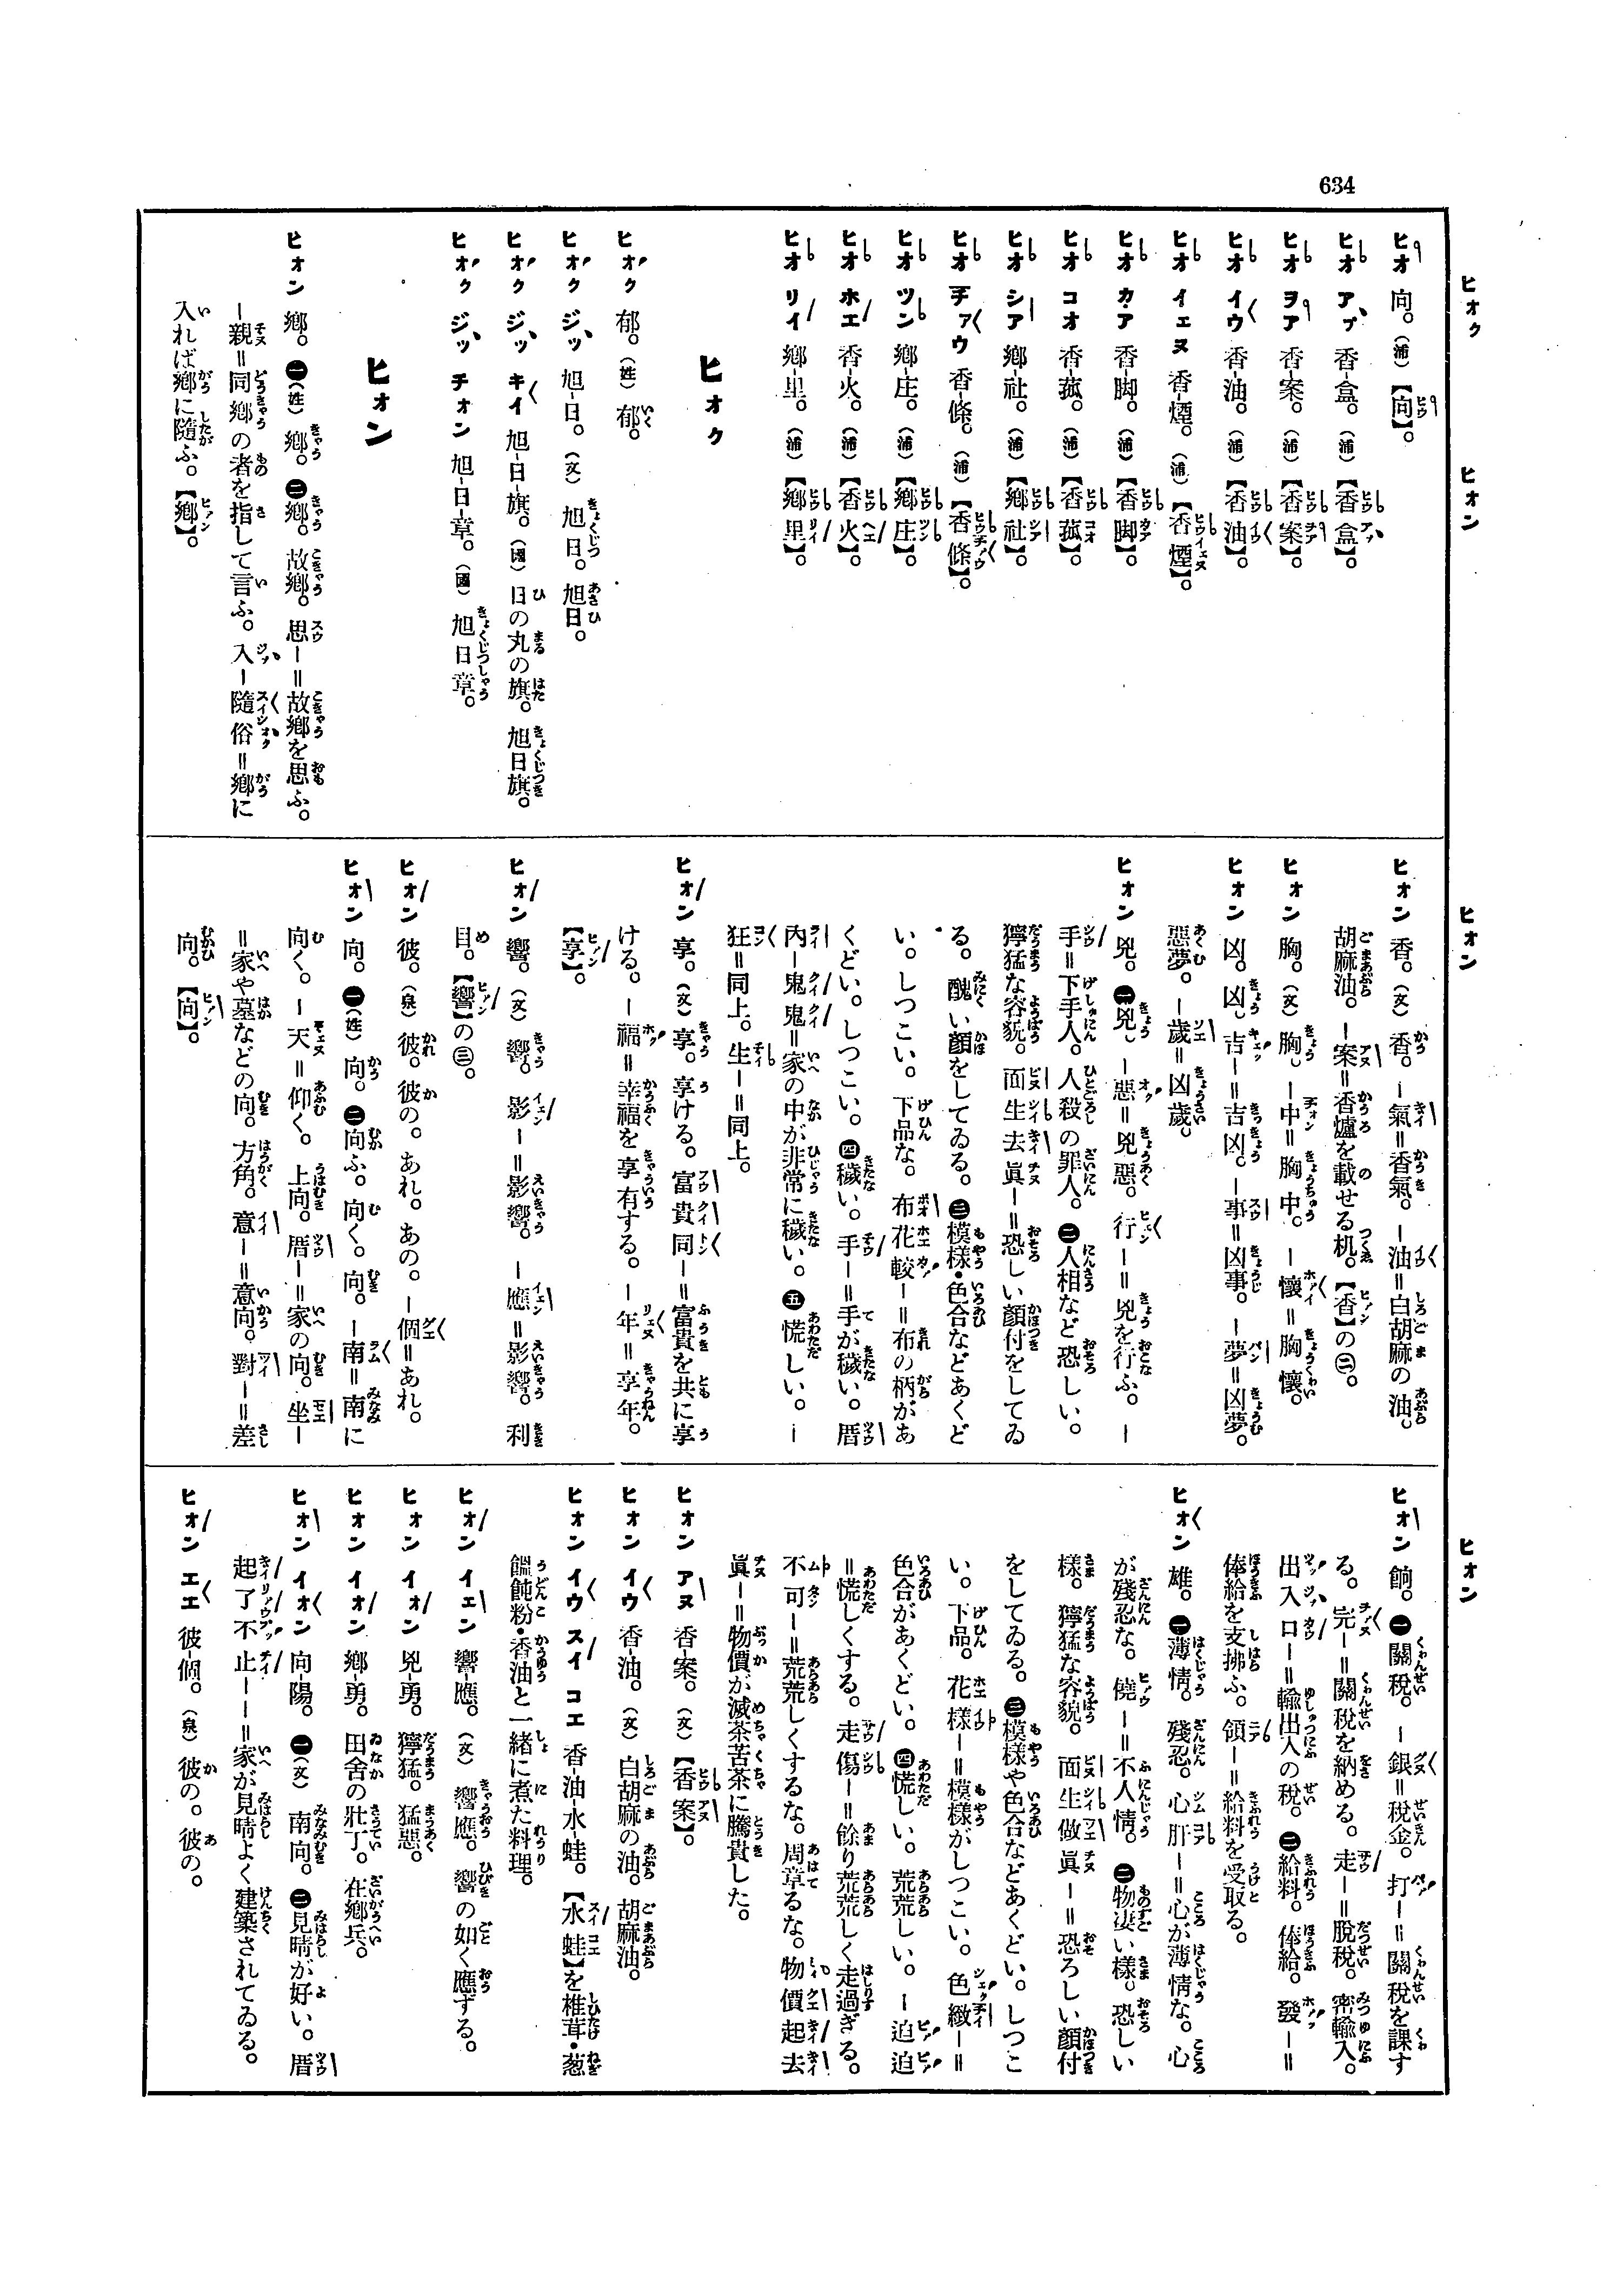 634
ヒオク ヒオン
ヒオン
ヒオン
ヒオ 向。（浦）【向】。
ヒオ アプ 香-盒。（浦）【香盒】。
ヒオ ヲア 香-案。（浦）【香案】。
ヒオ イウ 香-油。（浦）【香油】。
ヒオ イエヌ 香-煙。（浦）【香煙】。
ヒオ カア 香-脚。（浦）【香脚】。
ヒオ コオ 香-菰。（浦）【香菰】。
ヒオ シア 鄉-社。（浦）【鄉社】。
ヒオ チァウ 香-條。（浦）【香條】。
ヒオ ツン 鄉-庄。（浦）【鄉庄】。
ヒオ ホエ 香-火。（浦）【香火】。
ヒオ リイ 鄉-里。（浦）【鄉里】。
ヒオク
ヒオク 郁。（姓）郁。
ヒオク ジッ 旭-日。（文）旭日。旭日。
ヒオク ジッ キイ 旭-日-旗。（國）日の丸の旗。旭日旗。
ヒオク ジッ チオン 旭-日-章。（國）旭日章。
ヒオン
ヒオン 鄉。㊀（姓）鄉。㊁鄉。故鄉。思ー＝故鄉を思ふ。
ー親＝同鄉の者を指して言ふ。入ー隨俗＝鄉に
入れば鄉に隨ふ。【鄉】。
ヒオン 香。（文）香。ー氣＝香氣。ー油＝白胡麻の油。
胡麻油。ー案＝香爐を載せる机。【香】の㊁。
ヒオン 胸。（文）胸。ー中＝胸中。ー懷＝胸懷。
ヒオン 凶。凶。吉ー＝吉凶。ー事＝凶事。ー夢＝凶夢。
惡夢。ー歲＝凶歲。
ヒオン 兇。㊀兇。ー惡＝兇惡。行ー＝兇を行ふ。ー
手＝下手人。人殺の罪人。㊁人相など恐しい。
獰猛な容貌。面生去眞ー＝恐しい顏付をしてゐ
る。醜い顏をしてゐる。㊂模樣・色合などあくど
い。しつこい。下品な。布花較ー＝布の柄があ
くどい。しつこい。㊃穢い。手ー＝手が穢い。厝
內ー鬼鬼＝家の中が非常に穢い。㊄慌しい。ー
狂＝同上。生ー＝同上。
ヒオン 享。（文）享。享ける。富貴同ー＝富貴を共に享
ける。ー福＝幸福を享有する。ー年＝享年。
【享】。
ヒオン 響。（文）響。影ー＝影響。ー應＝影響。利
目。【響】の㊂。
ヒオン 彼。（泉）彼。彼の。あれ。あの。ー個＝あれ。
ヒオン 向。㊀（姓）向。㊁向ふ。向く。向。ー南＝南に
向く。ー天＝仰く。上向。厝ー＝家の向。坐ー
＝家や墓などの向。方角。意ー＝意向。對ー＝差
向。【向】。
ヒオン 餉。㊀關稅。ー銀＝稅金。打ー＝關稅を課す
る。完ー＝關稅を納める。走ー＝脫稅。密輸入。
出入口ー＝輸出入の稅。㊁給料。俸給。發ー＝
俸給を支拂ふ。領ー＝給料を受取る。
ヒオン 雄。㊀薄情。殘忍。心肝ー＝心が薄情な。心
が殘忍な。僥ー＝不人情。㊁物凄い樣。恐しい
樣。獰猛な容貌。面生做眞ー＝恐ろしい顏付
をしてゐる。㊂模樣や色合などあくどい。しつこ
い。下品。花樣ー＝模樣がしつこい。色緻ー＝
色合があくどい。㊃慌しい。荒荒しい。ー迫迫
＝慌しくする。走傷ー＝餘り荒荒しく走過ぎる。
不可ー＝荒荒しくするな。周章るな。物價起去
眞ー＝物價が滅茶苦茶に騰貴した。
ヒオン アヌ 香-案。（文）【香案】。
ヒオン イウ 香-油。（文）白胡麻の油。胡麻油。
ヒオン イウ スイ コエ 香-油-水-蛙。【水蛙】を椎茸・葱
饂飩粉・香油と一緒に煮た料理。
ヒオン イェン 響-應。（文）響應。響の如く應ずる。
ヒオン イオン 兇-勇。獰猛。猛惡。
ヒオン イオン 鄉-勇。田舍の壯丁。在鄉兵。
ヒオン イオン 向-陽。㊀（文）南向。㊁見晴が好い。厝
起了不止ーー＝家が見晴よく建築されてゐる。
ヒオン エエ 彼-個。（泉）彼の。彼の。